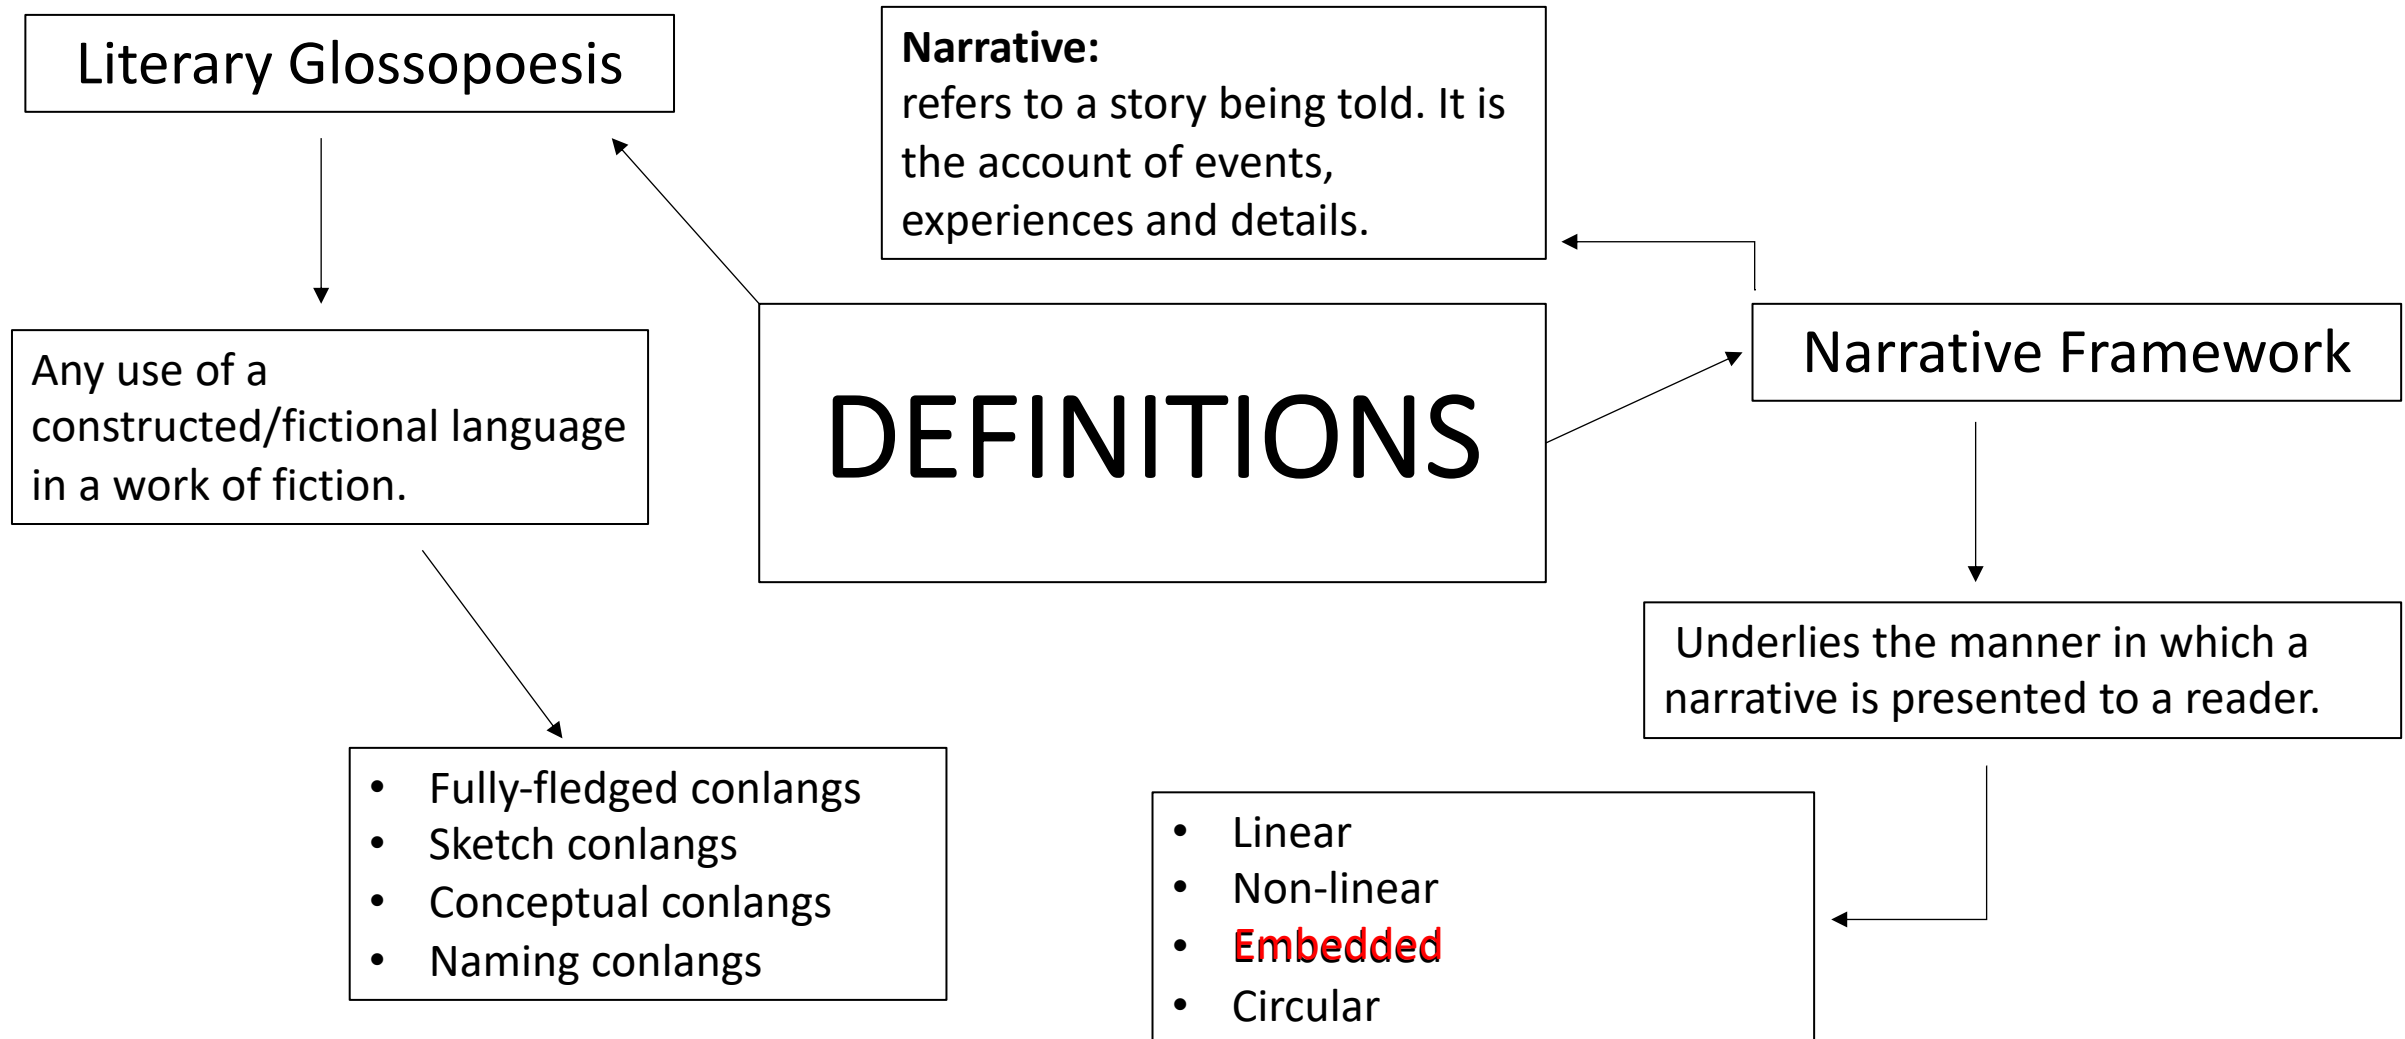 Literary Glossopoesis
Narrative:
refers to a story being told. It is
the account of events,
experiences and details.
Any use of a
constructed/fictional language
in a work of fiction.
DEFINITIONS
Narrative Framework
Underlies the manner in which a
narrative is presented to a reader.
• Fully-fledged conlangs
• Sketch conlangs
• Conceptual conlangs
• Naming conlangs
• Linear
• Non-linear
• Embedded
• Circular